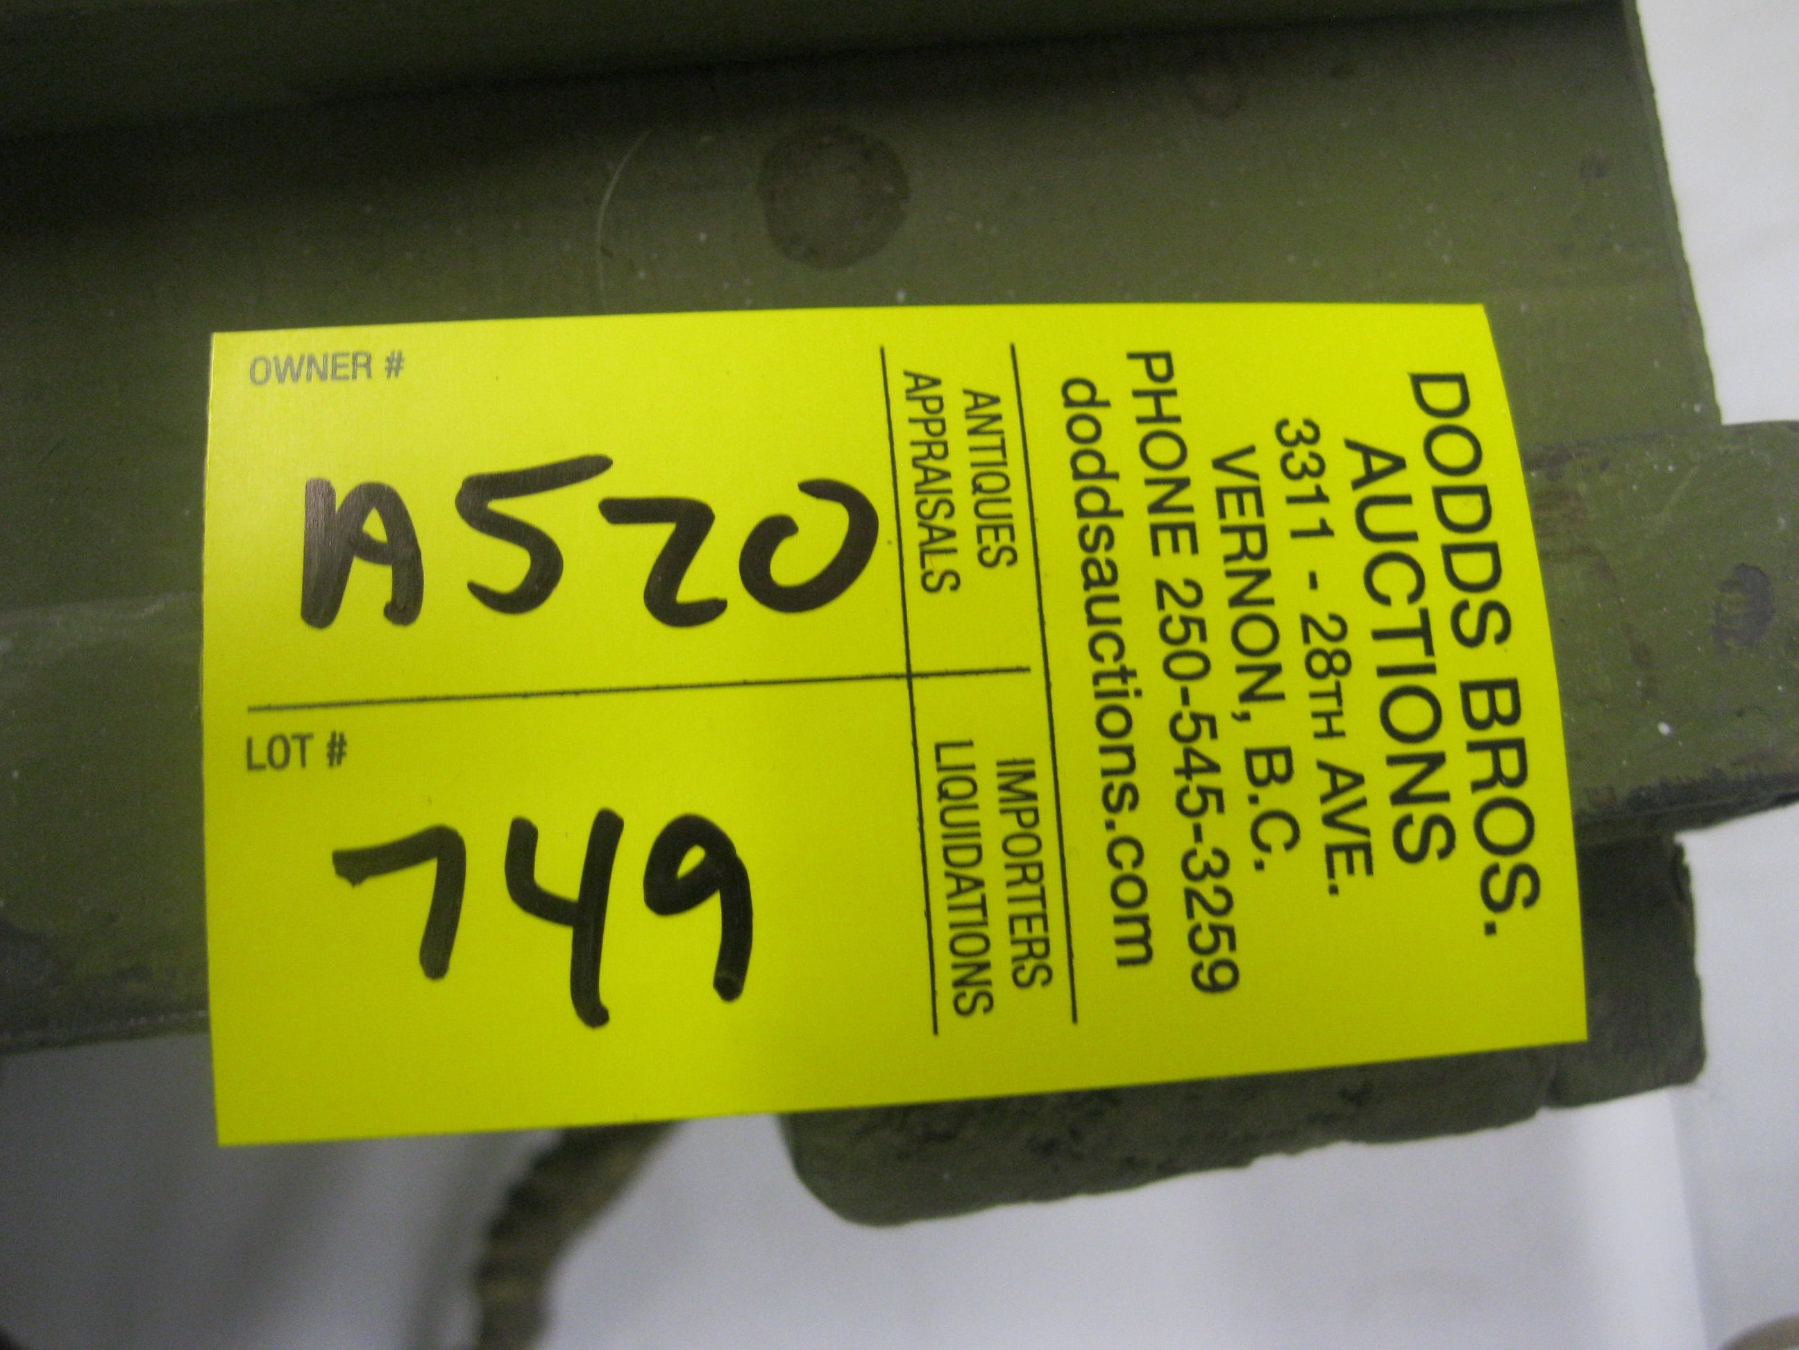 DODDS BROS.
AUCTIONS
3311 - 28TH AVE.
VERNON, B.C.
PHONE 250-545-3259
doddsauctions.com
ANTIQUES
APPRAISALS
IMPORTERS
LIQUIDATIONS
OWNER #
A520
LOT #
749